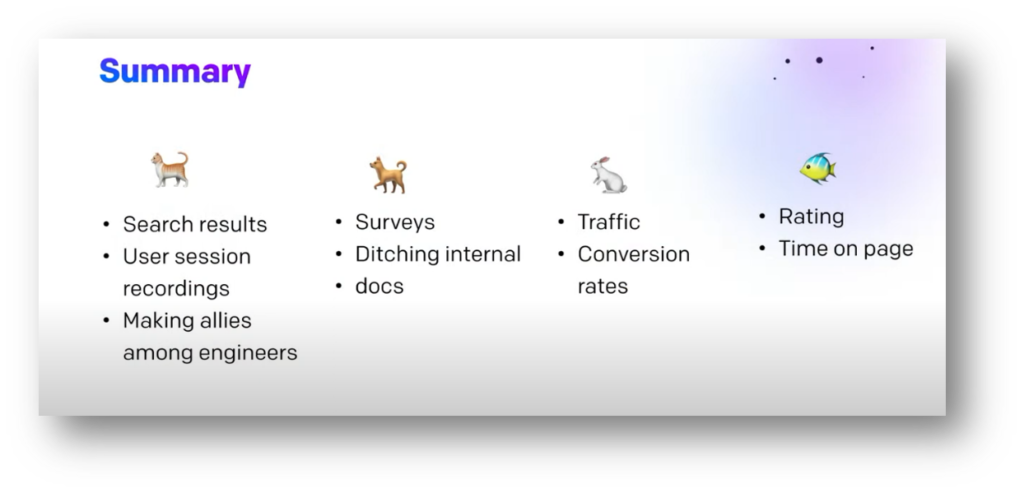 Summary
• Search results
• User session
recordings
• Making allies
among engineers
• Surveys
• Ditching internal
• docs
• Traffic
• Conversion
rates
• Rating
• Time on page